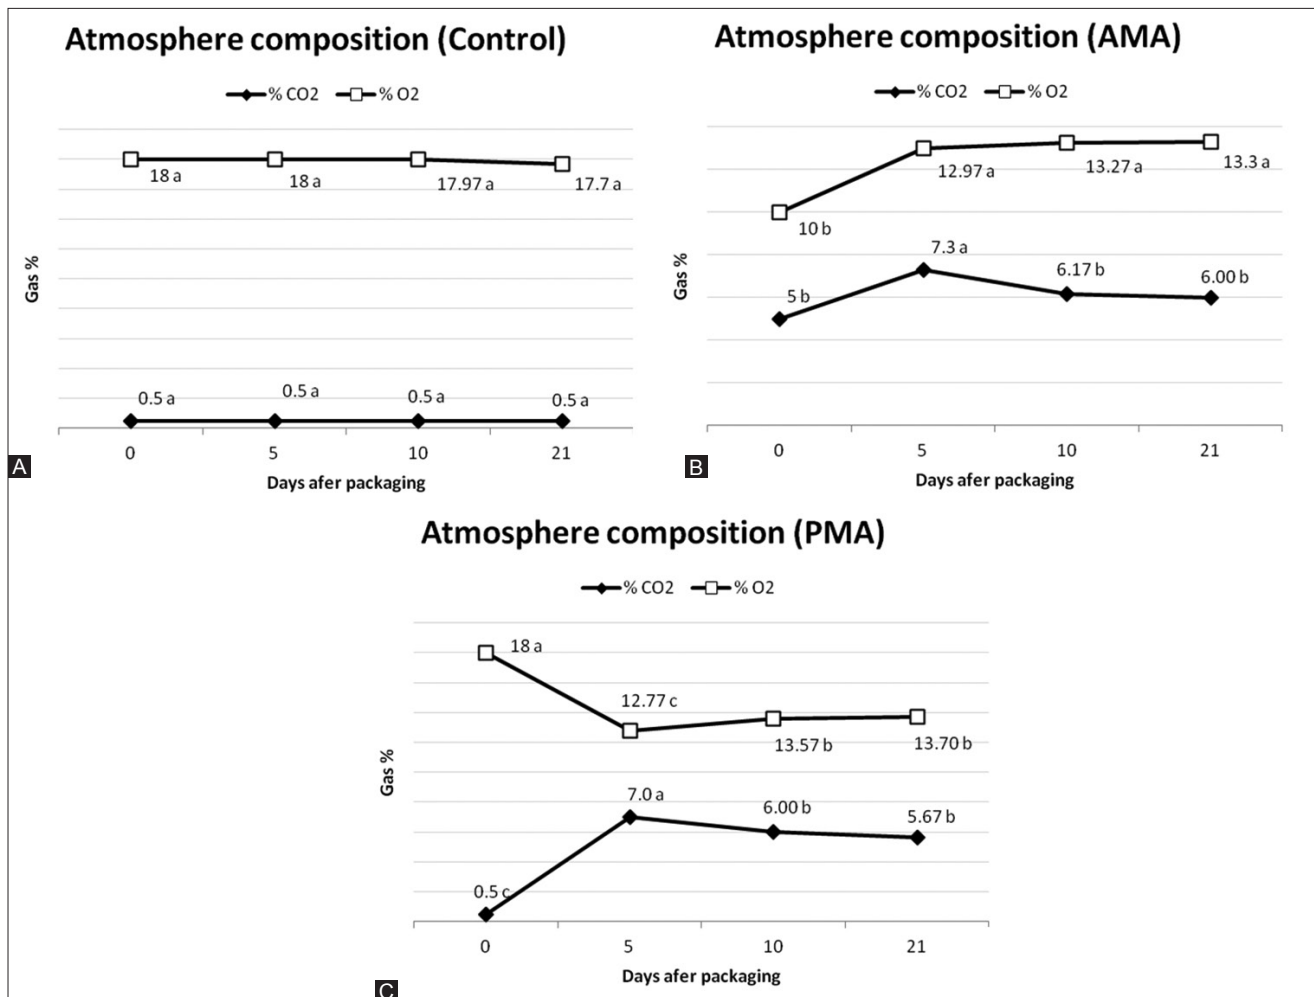 Atmosphere composition (Control)
% CO2 % O2
18 a 18 a 17.97 a 17.7 a
Gas %
0.5 a 0.5 a 0.5 a 0.5 a
0 5 10 21
Days afer packaging
A
Atmosphere composition (AMA)
% CO2 % O2
10 b 12.97 a 13.27 a 13.3 a
Gas %
5 b 7.3 a 6.17 b 6.00 b
0 5 10 21
Days afer packaging
B
Atmosphere composition (PMA)
% CO2 % O2
18 a 12.77 c 13.57 b 13.70 b
Gas %
0.5 c 7.0 a 6.00 b 5.67 b
0 5 10 21
Days afer packaging
C